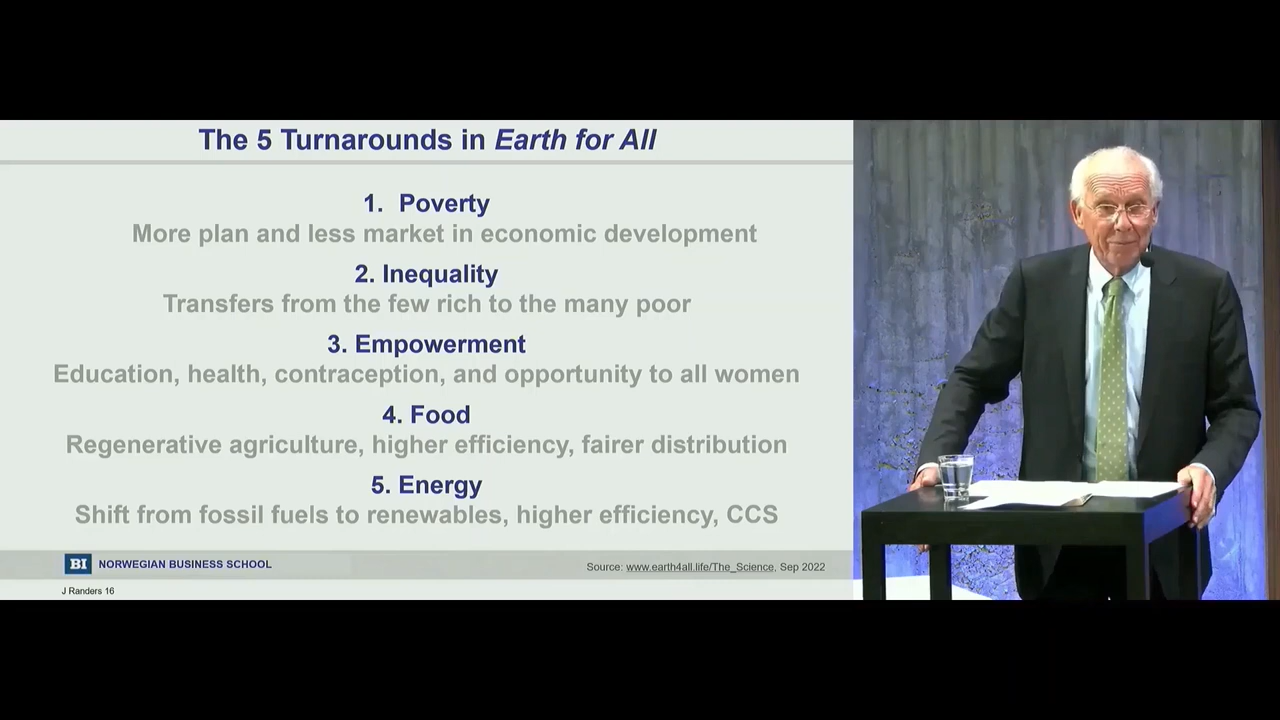 The 5 Turnarounds in Earth for All
1. Poverty
More plan and less market in economic development
2. Inequality
Transfers from the few rich to the many poor
3. Empowerment
Education, health, contraception, and opportunity to all women
4. Food
Regenerative agriculture, higher efficiency, fairer distribution
5. Energy
Shift from fossil fuels to renewables, higher efficiency, CCS
BI NORWEGIAN BUSINESS SCHOOL
Source: www.earth4all.life/The_Science, Sep 2022
J Randers 16